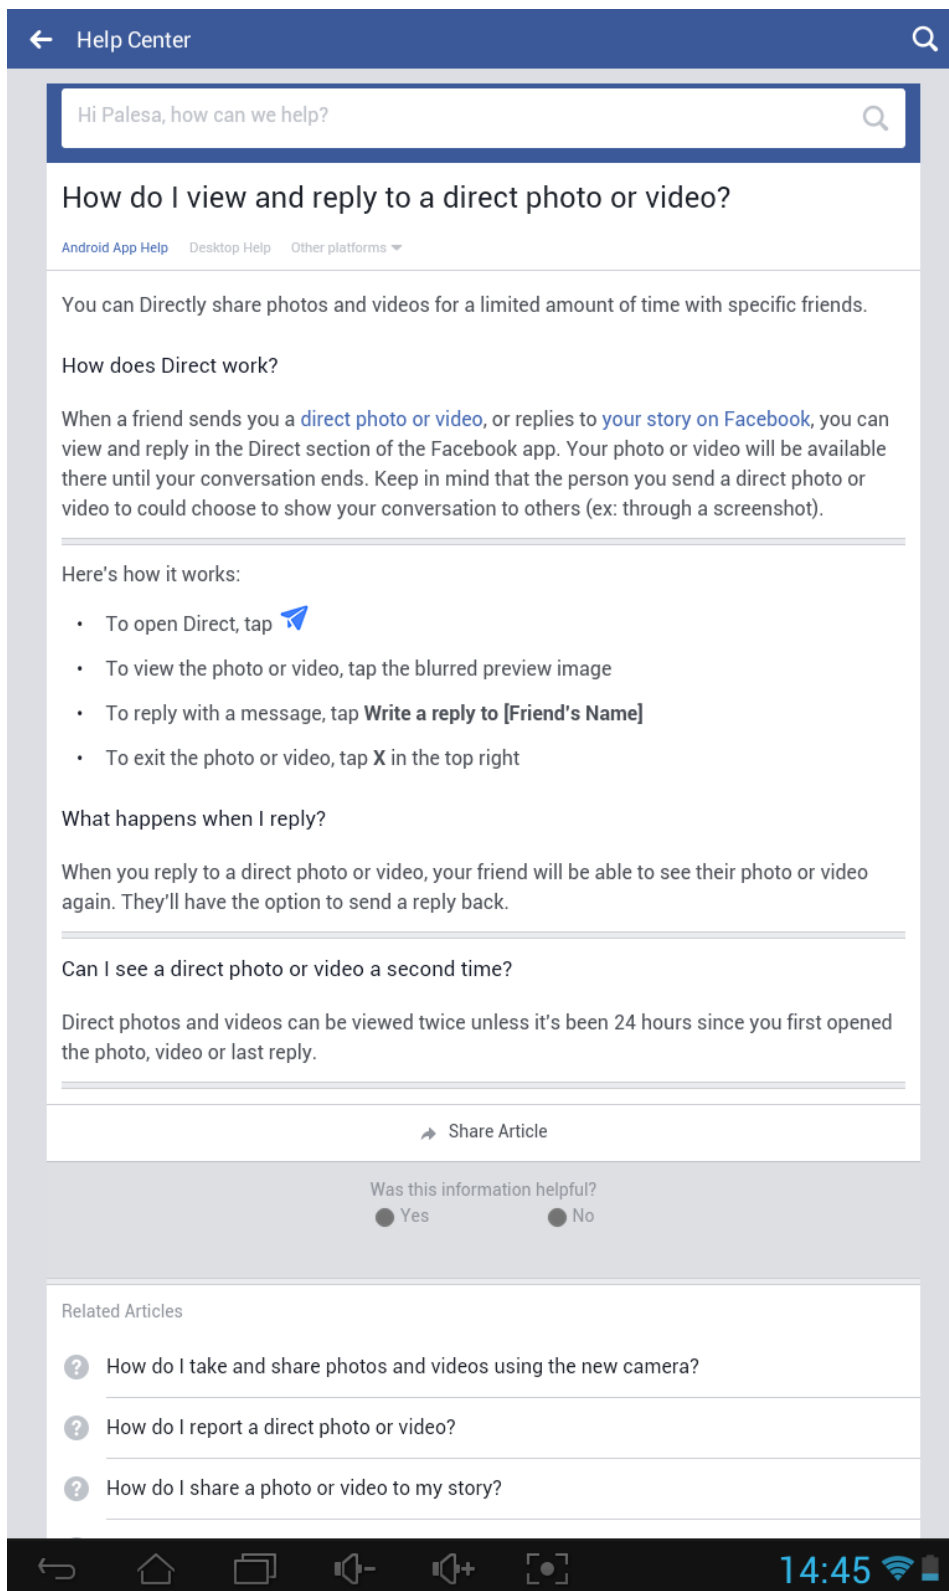 Help Center
Hi Palesa, how can we help?
How do I view and reply to a direct photo or video?
Android App Help Desktop Help Other platforms
You can Directly share photos and videos for a limited amount of time with specific friends.
How does Direct work?
When a friend sends you a direct photo or video, or replies to your story on Facebook, you can
view and reply in the Direct section of the Facebook app. Your photo or video will be available
there until your conversation ends. Keep in mind that the person you send a direct photo or
video to could choose to show your conversation to others (ex: through a screenshot).
Here's how it works:
• To open Direct, tap
• To view the photo or video, tap the blurred preview image
• To reply with a message, tap Write a reply to [Friend's Name]
• To exit the photo or video, tap X in the top right
What happens when I reply?
When you reply to a direct photo or video, your friend will be able to see their photo or video
again. They'll have the option to send a reply back.
Can I see a direct photo or video a second time?
Direct photos and videos can be viewed twice unless it's been 24 hours since you first opened
the photo, video or last reply.
Share Article
Was this information helpful?
Yes No
Related Articles
? How do I take and share photos and videos using the new camera?
? How do I report a direct photo or video?
? How do I share a photo or video to my story?
14:45